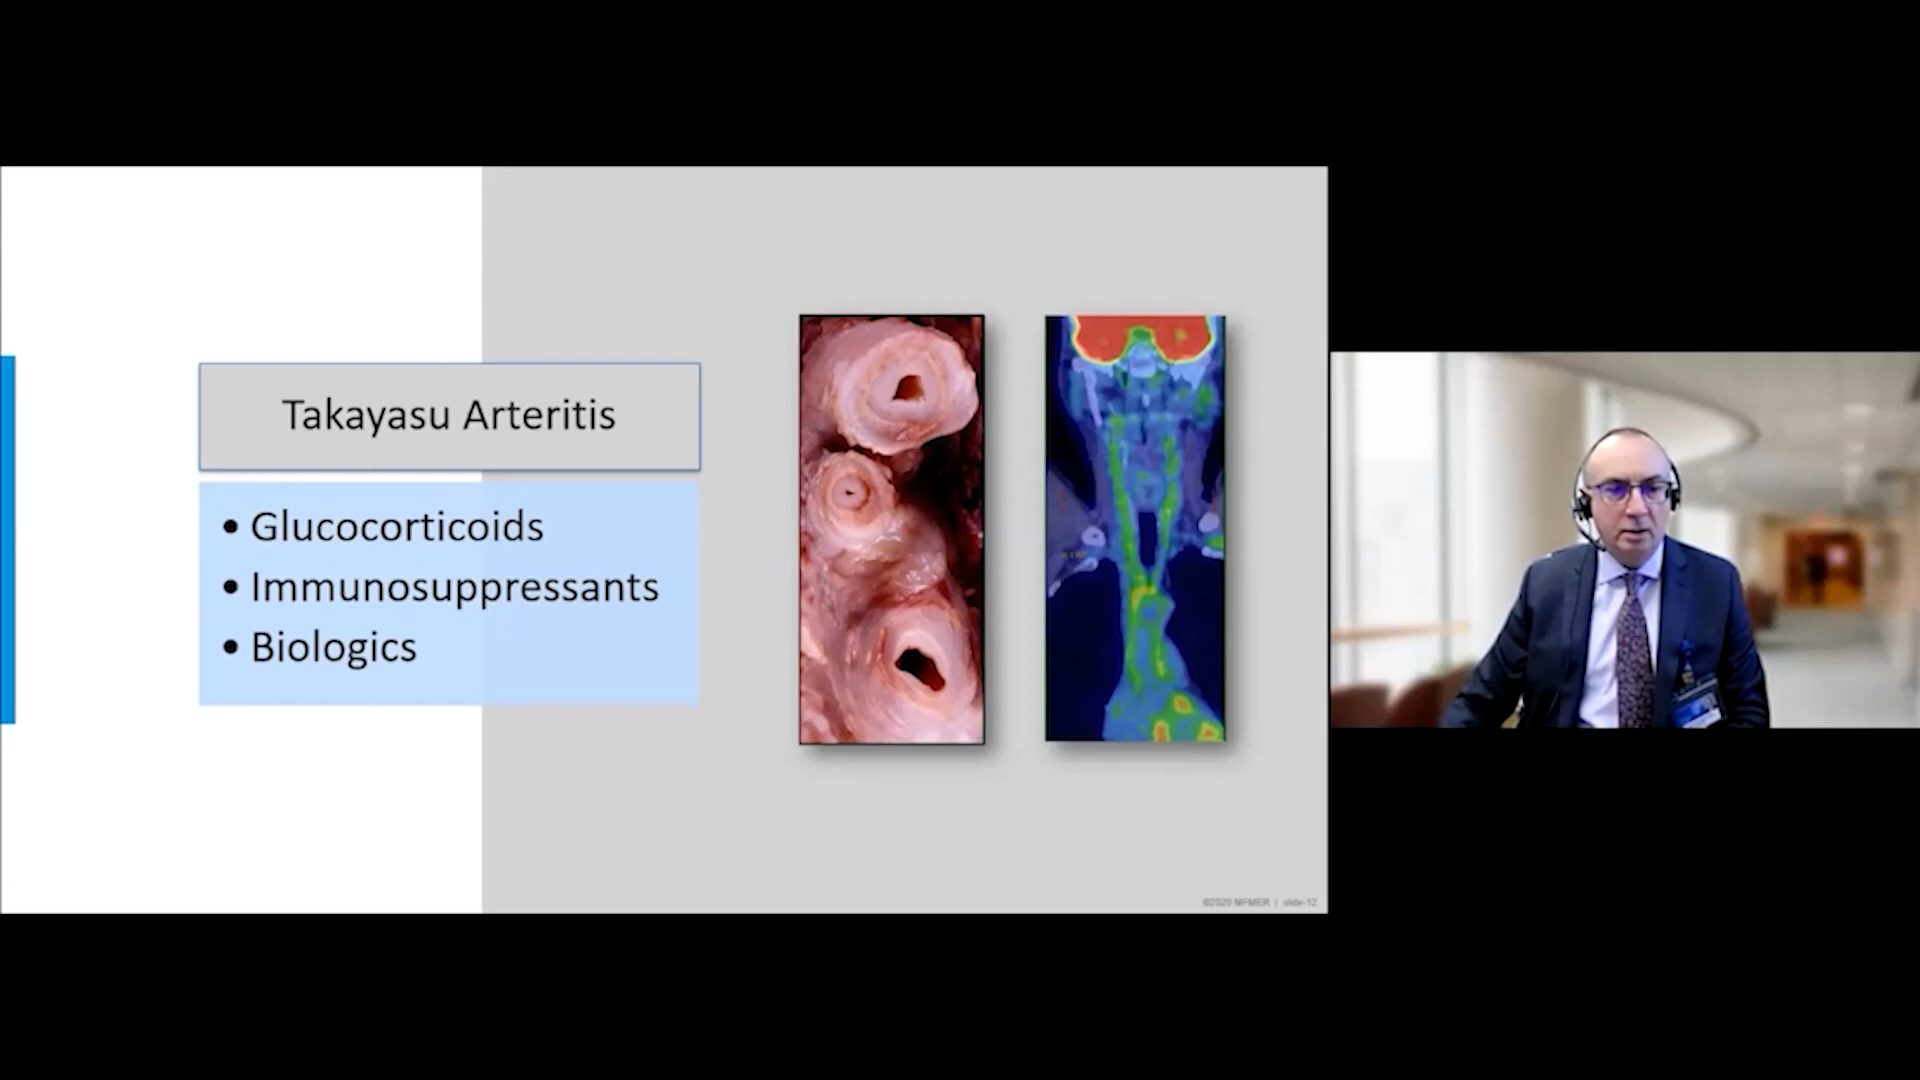 Takayasu Arteritis
• Glucocorticoids
• Immunosuppressants
• Biologics
©2020 MFMER | slide-12